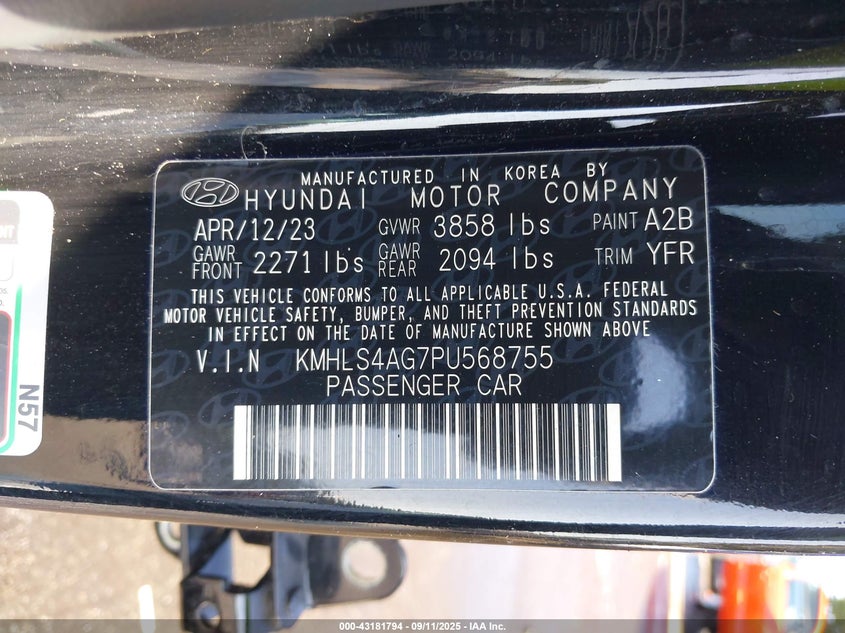 MANUFACTURED IN KOREA BY
HYUNDAI MOTOR COMPANY
APR/12/23 GVWR 3858 lbs PAINT A2B
GAWR FRONT 2271 lbs GAWR REAR 2094 lbs TRIM YFR
THIS VEHICLE CONFORMS TO ALL APPLICABLE U.S.A. FEDERAL
MOTOR VEHICLE SAFETY, BUMPER, AND THEFT PREVENTION STANDARDS
IN EFFECT ON THE DATE OF MANUFACTURE SHOWN ABOVE
V.I.N KMHLS4AG7PU568755
PASSENGER CAR
N57
000-43181794 - 09/11/2025 - IAA Inc.